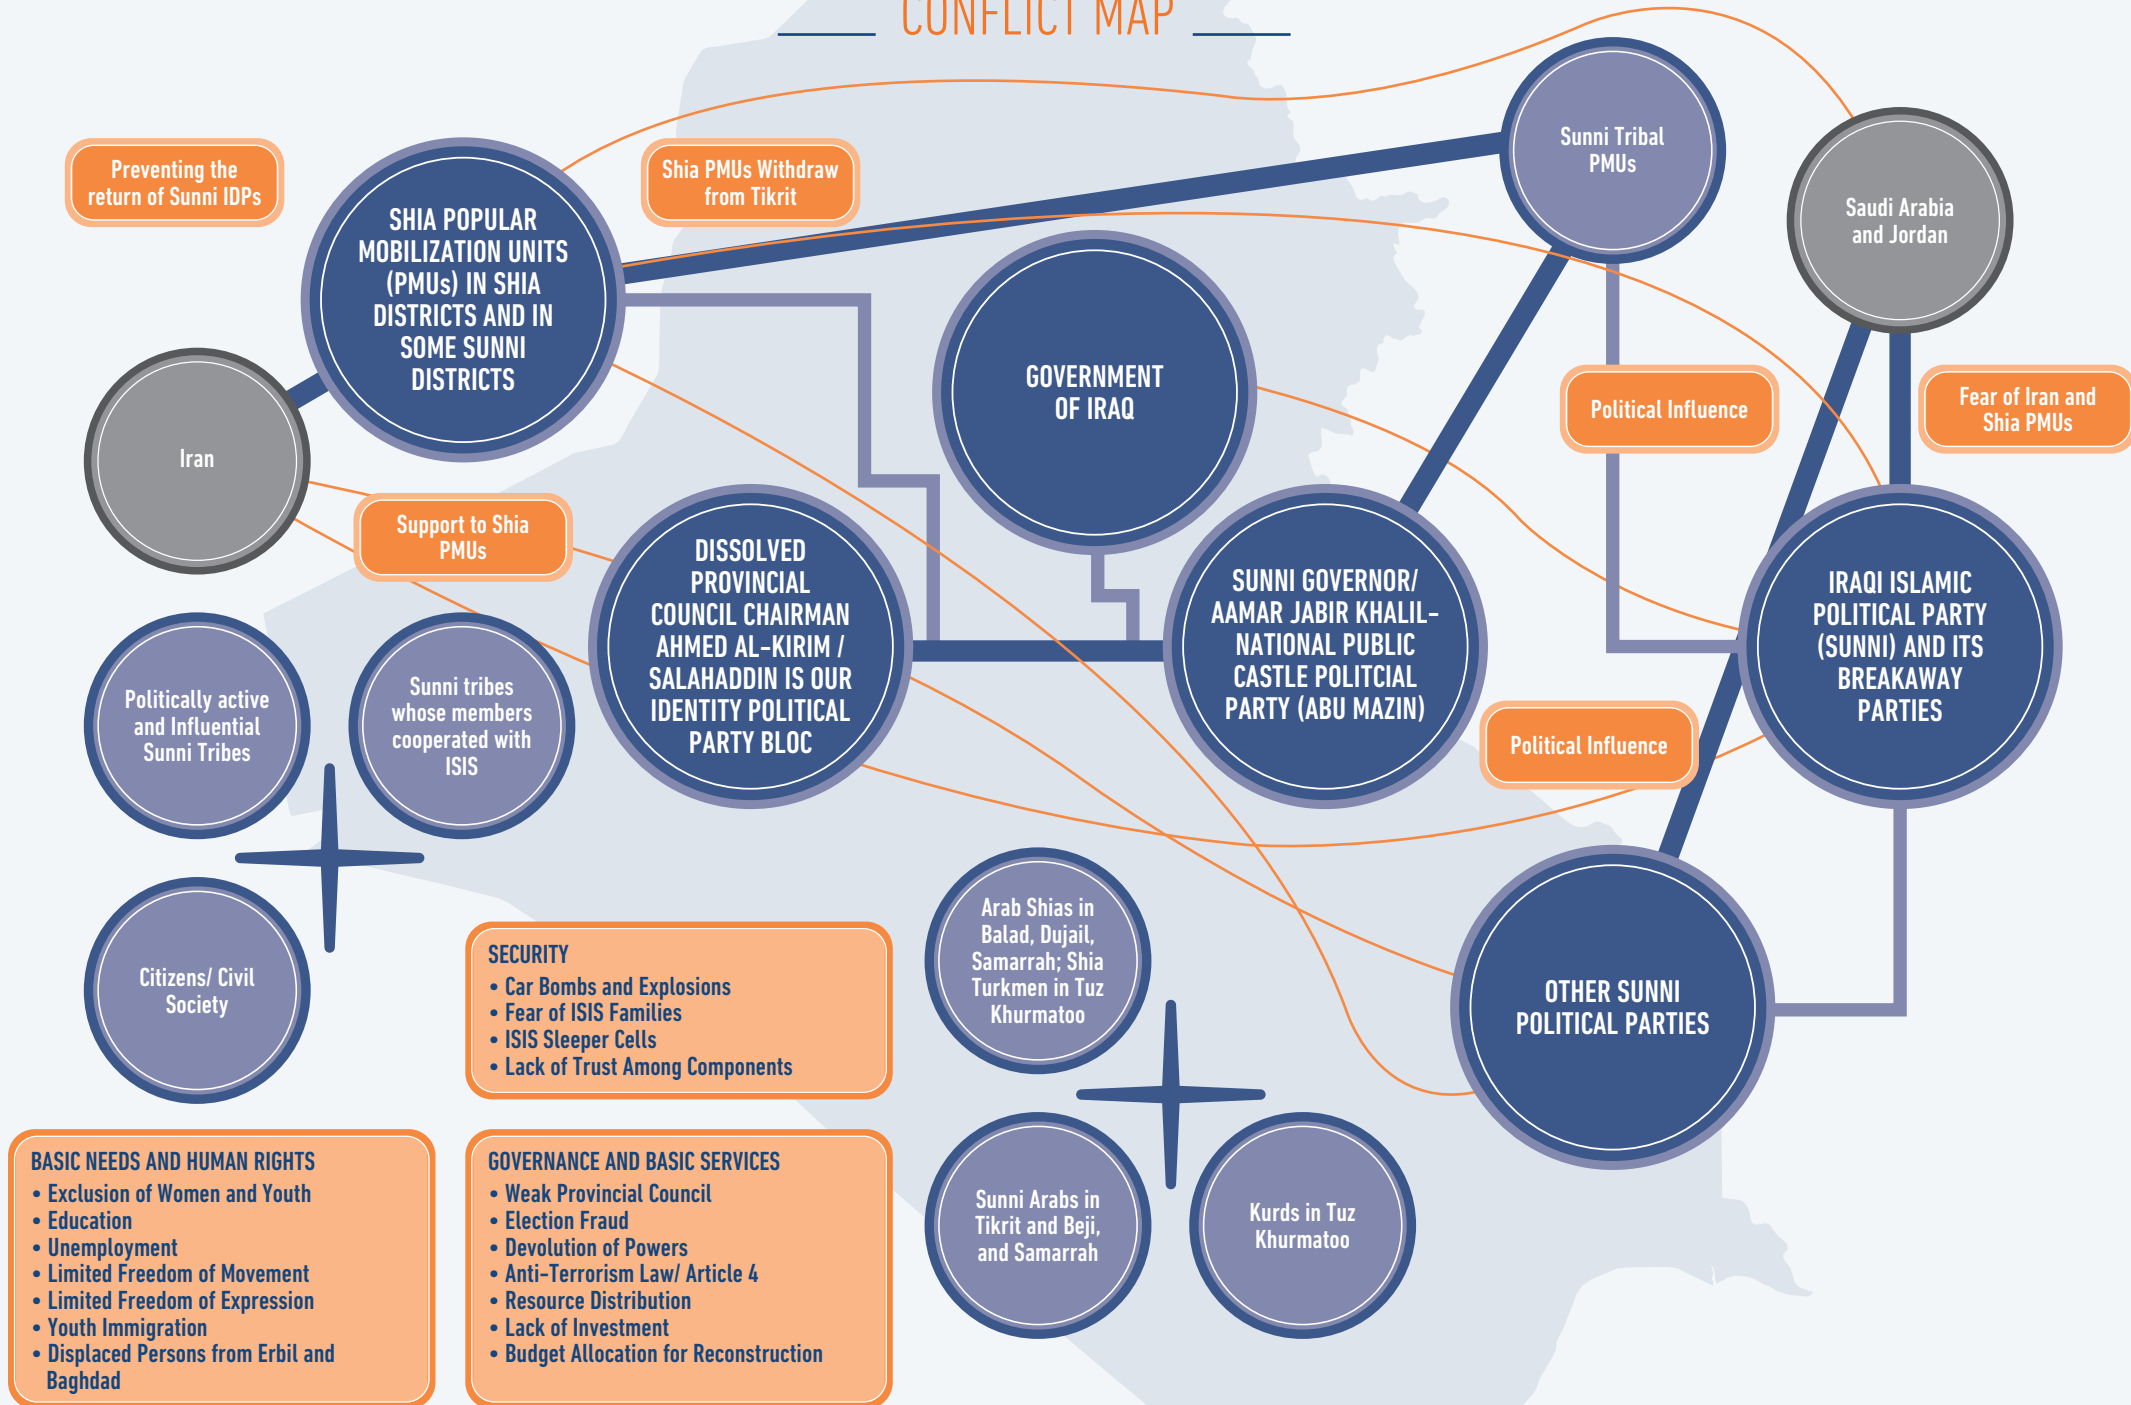 CONFLICT MAP
Preventing the
return of Sunni IDPs
SHIA POPULAR
MOBILIZATION UNITS
(PMUs) IN SHIA
DISTRICTS AND IN
SOME SUNNI
DISTRICTS
Shia PMUs Withdraw
from Tikrit
Sunni Tribal
PMUs
Saudi Arabia
and Jordan
Iran
GOVERNMENT
OF IRAQ
Political Influence
Fear of Iran and
Shia PMUs
Support to Shia
PMUs
DISSOLVED
PROVINCIAL
COUNCIL CHAIRMAN
AHMED AL-KIRIM /
SALAHADDIN IS OUR
IDENTITY POLITICAL
PARTY BLOC
SUNNI GOVERNOR/
AAMAR JABIR KHALIL-
NATIONAL PUBLIC
CASTLE POLITCIAL
PARTY (ABU MAZIN)
IRAQI ISLAMIC
POLITICAL PARTY
(SUNNI) AND ITS
BREAKAWAY
PARTIES
Politically active
and Influential
Sunni Tribes
Sunni tribes
whose members
cooperated with
ISIS
Political Influence
Citizens/ Civil
Society
SECURITY
• Car Bombs and Explosions
• Fear of ISIS Families
• ISIS Sleeper Cells
• Lack of Trust Among Components
Arab Shias in
Balad, Dujail,
Samarrah; Shia
Turkmen in Tuz
Khurmatoo
OTHER SUNNI
POLITICAL PARTIES
BASIC NEEDS AND HUMAN RIGHTS
• Exclusion of Women and Youth
• Education
• Unemployment
• Limited Freedom of Movement
• Limited Freedom of Expression
• Youth Immigration
• Displaced Persons from Erbil and
Baghdad
GOVERNANCE AND BASIC SERVICES
• Weak Provincial Council
• Election Fraud
• Devolution of Powers
• Anti-Terrorism Law/ Article 4
• Resource Distribution
• Lack of Investment
• Budget Allocation for Reconstruction
Sunni Arabs in
Tikrit and Beji,
and Samarrah
Kurds in Tuz
Khurmatoo